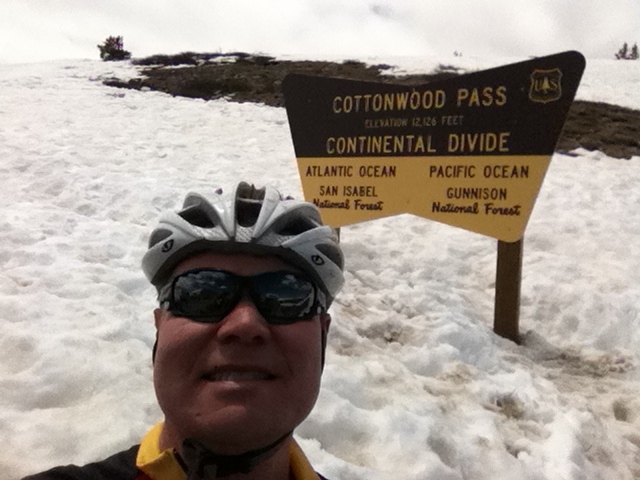 COTTONWOOD PASS
ELEVATION 12,126 FEET
CONTINENTAL DIVIDE
ATLANTIC OCEAN
SAN ISABEL
National Forest
PACIFIC OCEAN
GUNNISON
National Forest
UAS